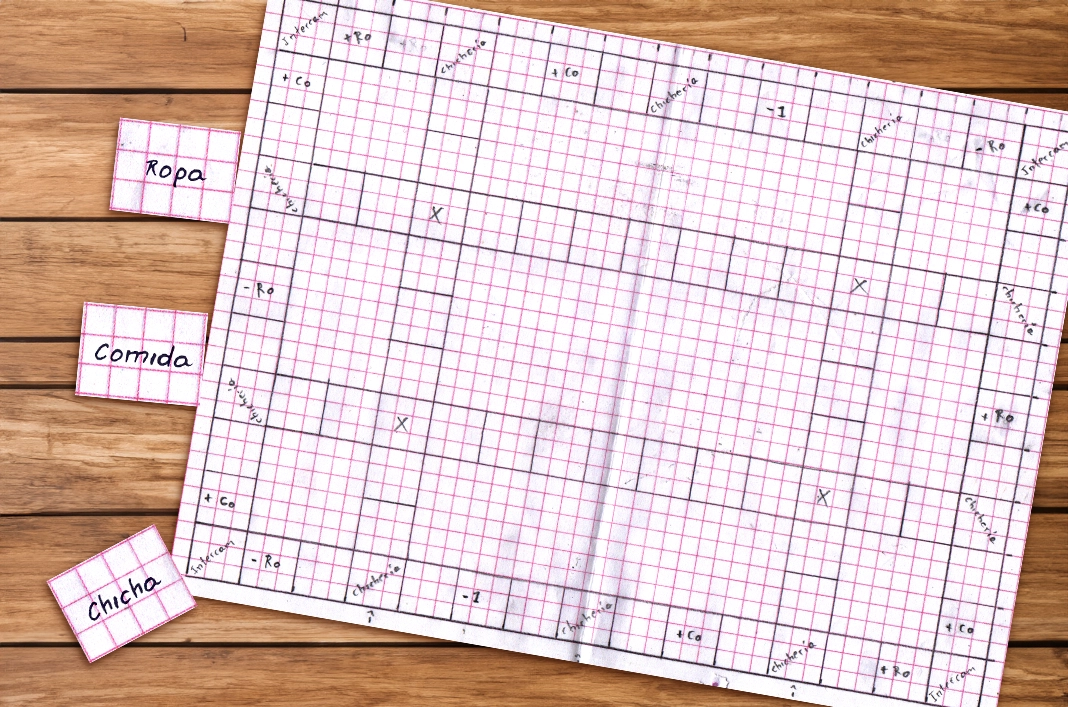 Intercam
+Ro
chicheria
+ Co
chicheria
-1
chicheria
- Ro
Intercam
+ Co
+Co
Ropa
chicheria
chicheria
X
X
- Ro
Comida
chicheria
+ Ro
X
X
chicheria
+ Co
Intercam
- Ro
chicheria
-1
chicheria
+Co
chicheria
+ Ro
Intercam
+ Co
Chicha